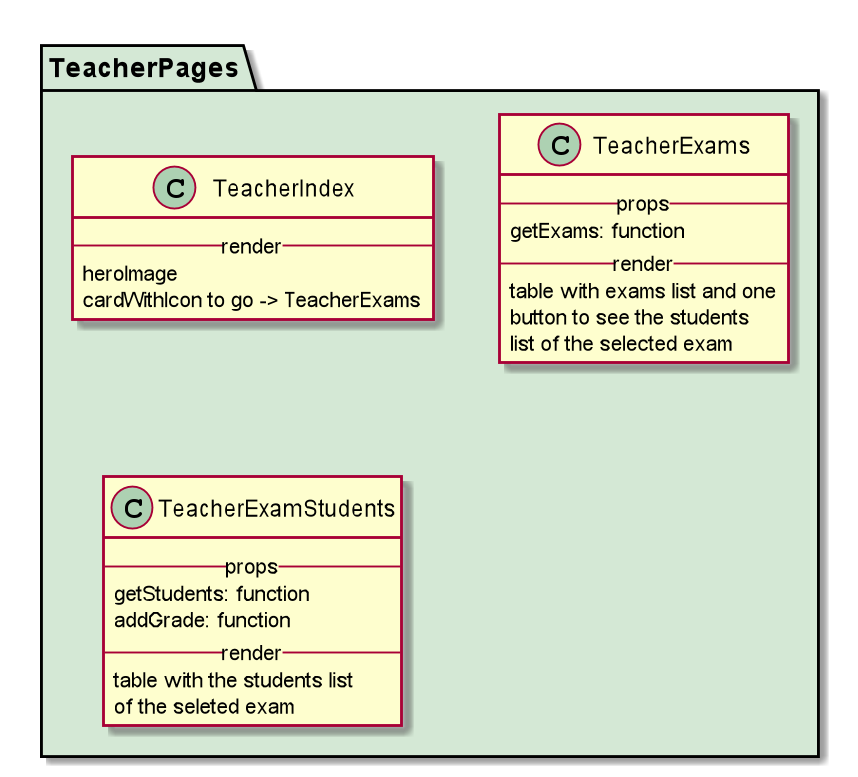 TeacherPages
C TeacherIndex
render
heroImage
cardWithIcon to go -> TeacherExams
C TeacherExams
props
getExams: function
render
table with exams list and one
button to see the students
list of the selected exam
C TeacherExamStudents
props
getStudents: function
addGrade: function
render
table with the students list
of the seleted exam